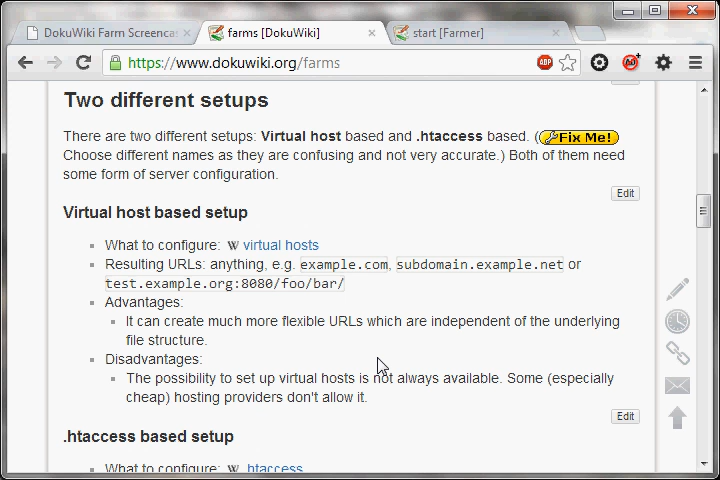 DokuWiki Farm Screencas
farms [DokuWiki]
start [Farmer]
https://www.dokuwiki.org/farms
ABP
Two different setups
There are two different setups: Virtual host based and .htaccess based. (Fix Me!
Choose different names as they are confusing and not very accurate.) Both of them need
some form of server configuration.
Edit
Virtual host based setup
What to configure: W virtual hosts
Resulting URLs: anything, e.g. example.com, subdomain.example.net or
test.example.org:8080/foo/bar/
Advantages:
It can create much more flexible URLs which are independent of the underlying
file structure.
Disadvantages:
The possibility to set up virtual hosts is not always available. Some (especially
cheap) hosting providers don't allow it.
Edit
.htaccess based setup
What to configure: W .htaccess